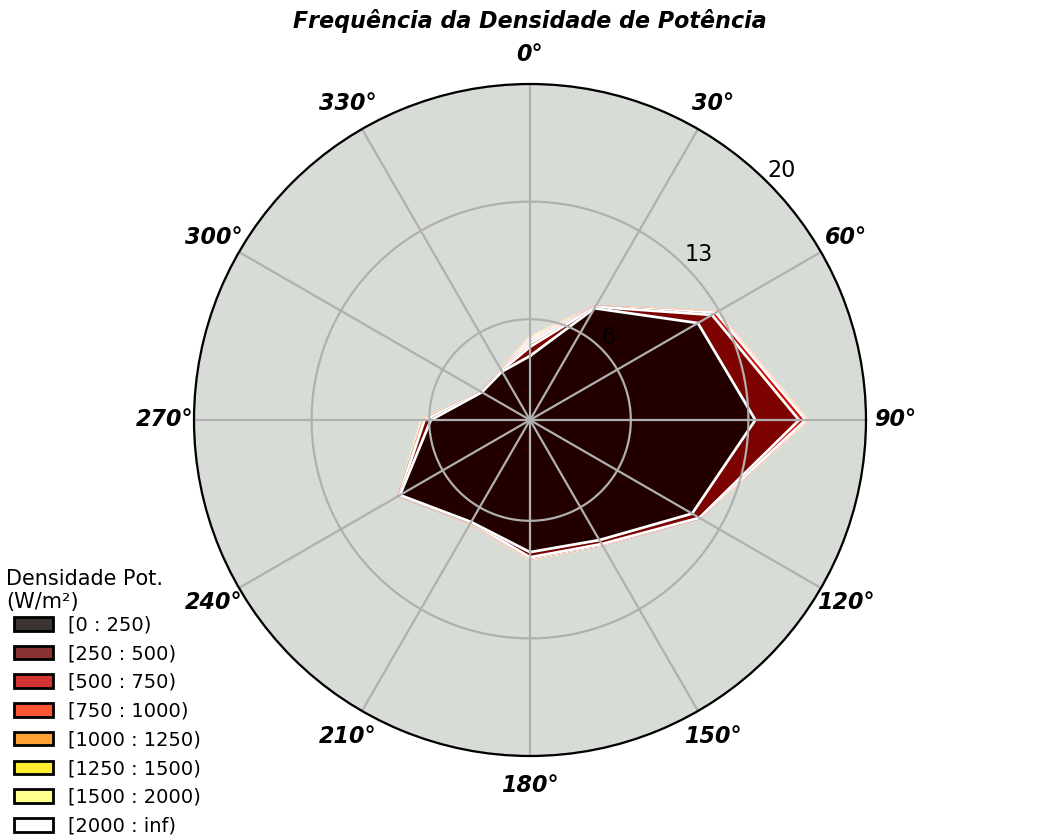 Frequência da Densidade de Potência
0°
330°
30°
20
300°
60°
13
6
270°
90°
240°
120°
210°
150°
180°
Densidade Pot.
(W/m²)
[0 : 250)
[250 : 500)
[500 : 750)
[750 : 1000)
[1000 : 1250)
[1250 : 1500)
[1500 : 2000)
[2000 : inf)